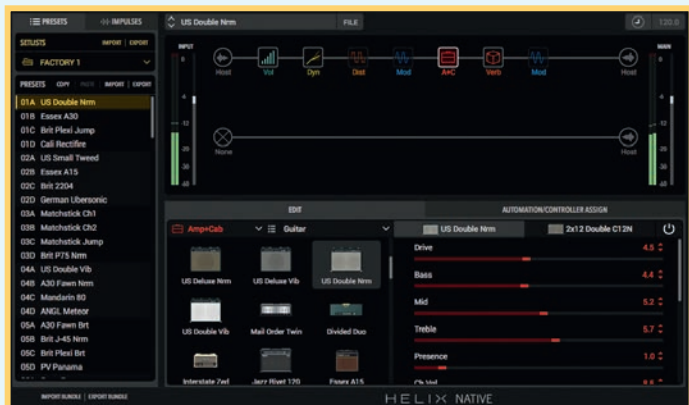 PRESETS IMPULSES
US Double Nrm FILE 120.0
SETLISTS IMPORT | EXPORT
FACTORY 1
PRESETS COPY PASTE IMPORT | EXPORT
01A US Double Nrm
01B Essex A30
01C Brit Plexi Jump
01D Cali Rectifire
02A US Small Tweed
02B Essex A15
02C Brit 2204
02D German Ubersonic
03A Matchstick Ch1
03B Matchstick Ch2
03C Matchstick Jump
03D Brit P75 Nrm
04A US Double Vib
04B A30 Fawn Nrm
04C Mandarin 80
04D ANGL Meteor
05A A30 Fawn Brt
05B Brit J-45 Nrm
05C Brit Plexi Brt
05D PV Panama
IMPORT BUNDLE | EXPORT BUNDLE
INPUT MAIN
Host Vol Dyn Dist Mod A+C Verb Mod Host
None Host
EDIT AUTOMATION/CONTROLLER ASSIGN
Amp+Cab Guitar US Double Nrm 2x12 Double C12N
US Deluxe Nrm US Deluxe Vib US Double Nrm
US Double Vib Mail Order Twin Divided Duo
Interstate Zed Jazz Rivet 120 Essex A15
Drive 4.5
Bass 4.4
Mid 5.2
Treble 5.7
Presence 1.0
Ch Vol 8.5
HELIX NATIVE